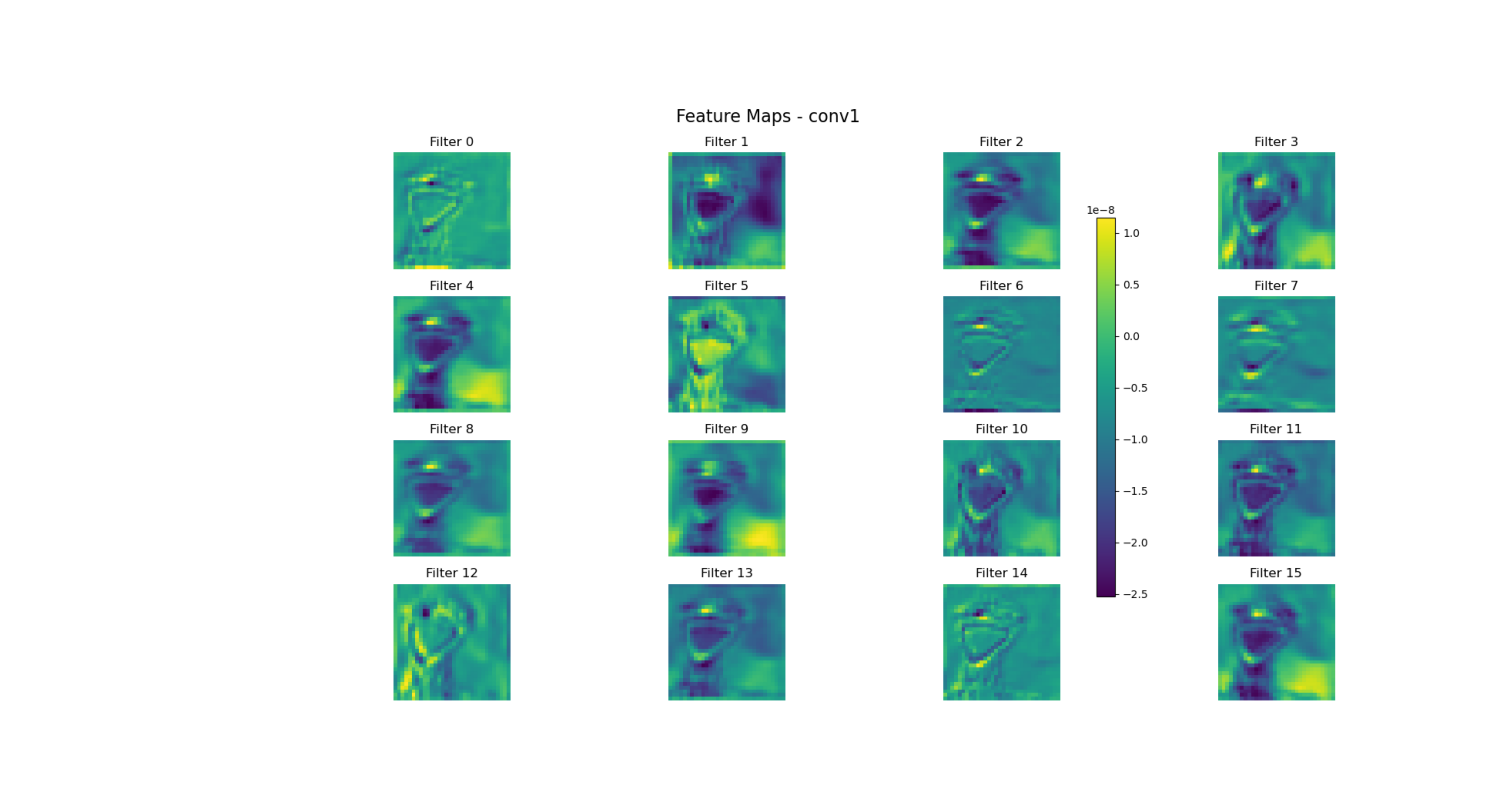 Feature Maps - conv1
Filter 0 Filter 1 Filter 2 Filter 3
1e−8
1.0
0.5
Filter 4 Filter 5 Filter 6 Filter 7
0.0
−0.5
Filter 8 Filter 9 Filter 10 Filter 11
−1.0
−1.5
−2.0
Filter 12 Filter 13 Filter 14 Filter 15
−2.5